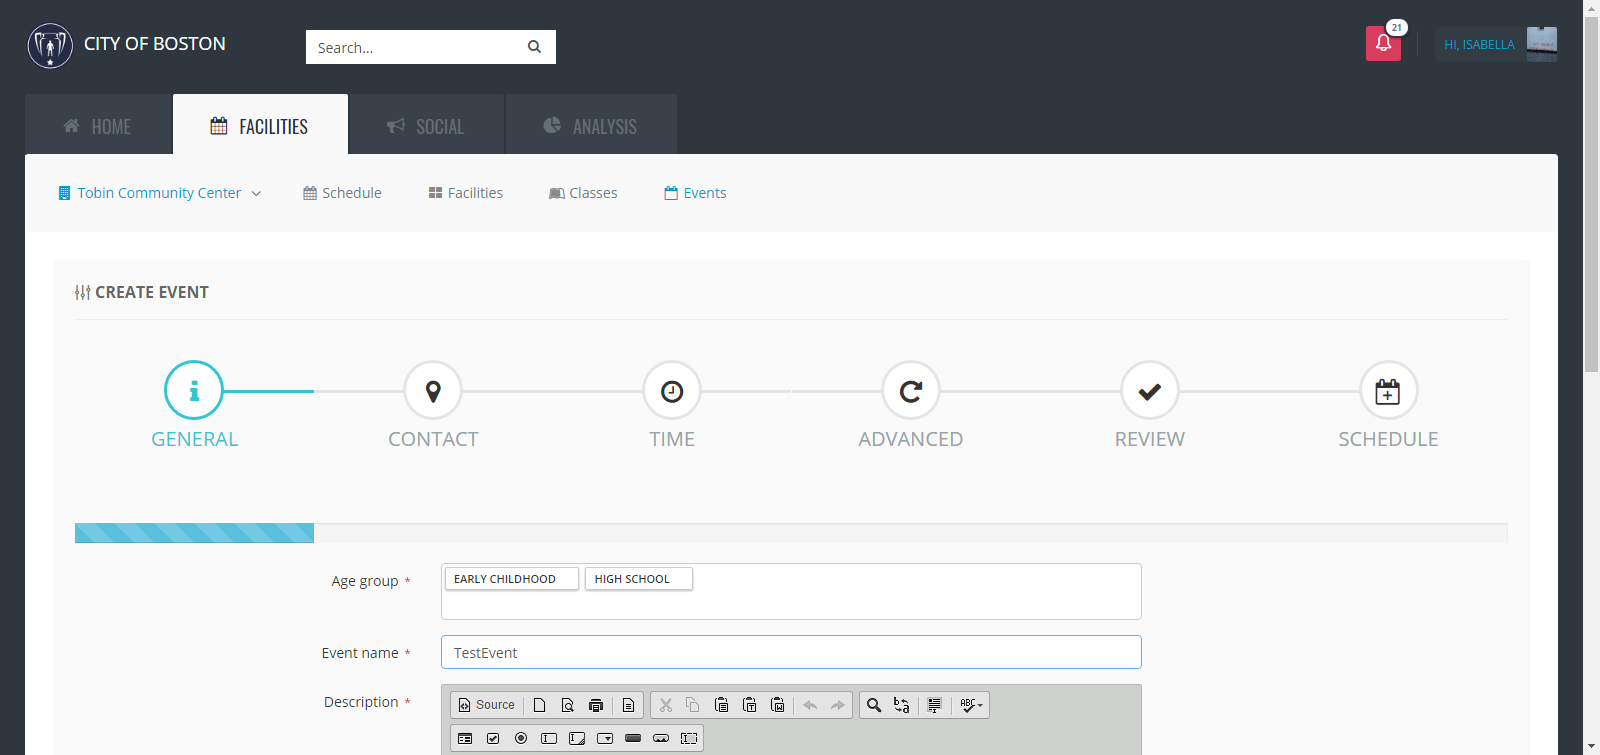 CITY OF BOSTON
Search...
21
HI, ISABELLA
HOME
FACILITIES
SOCIAL
ANALYSIS
Tobin Community Center
Schedule
Facilities
Classes
Events
CREATE EVENT
GENERAL
CONTACT
TIME
ADVANCED
REVIEW
SCHEDULE
Age group *
EARLY CHILDHOOD
HIGH SCHOOL
Event name *
TestEvent
Description *
Source
ABC